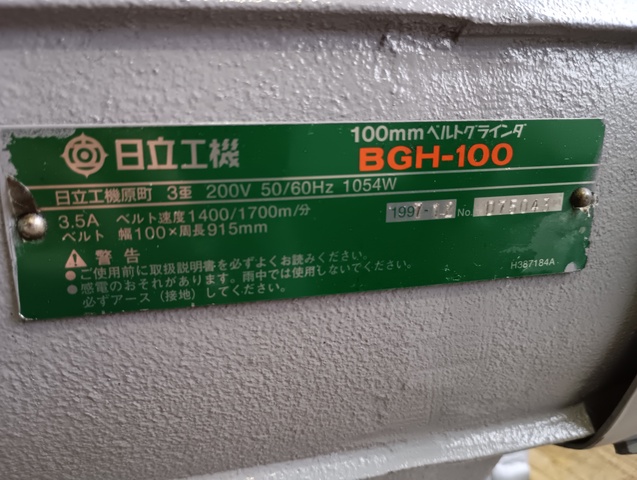 日立工機
100mmベルトグラインダ
BGH-100
日立工機原町 3相 200V 50/60Hz 1054W
3.5A ベルト速度1400/1700m/分
ベルト 幅100×周長915mm
1997- No.
警告
●ご使用前に取扱説明書を必ずよくお読みください。
●感電のおそれがあります。雨中では使用しないでください。
必ずアース（接地）してください。
H367184A